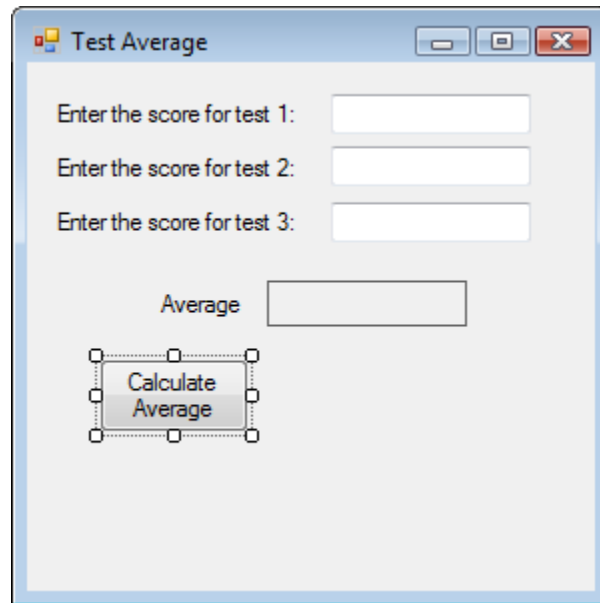 Test Average
Enter the score for test 1:
Enter the score for test 2:
Enter the score for test 3:
Average
Calculate
Average